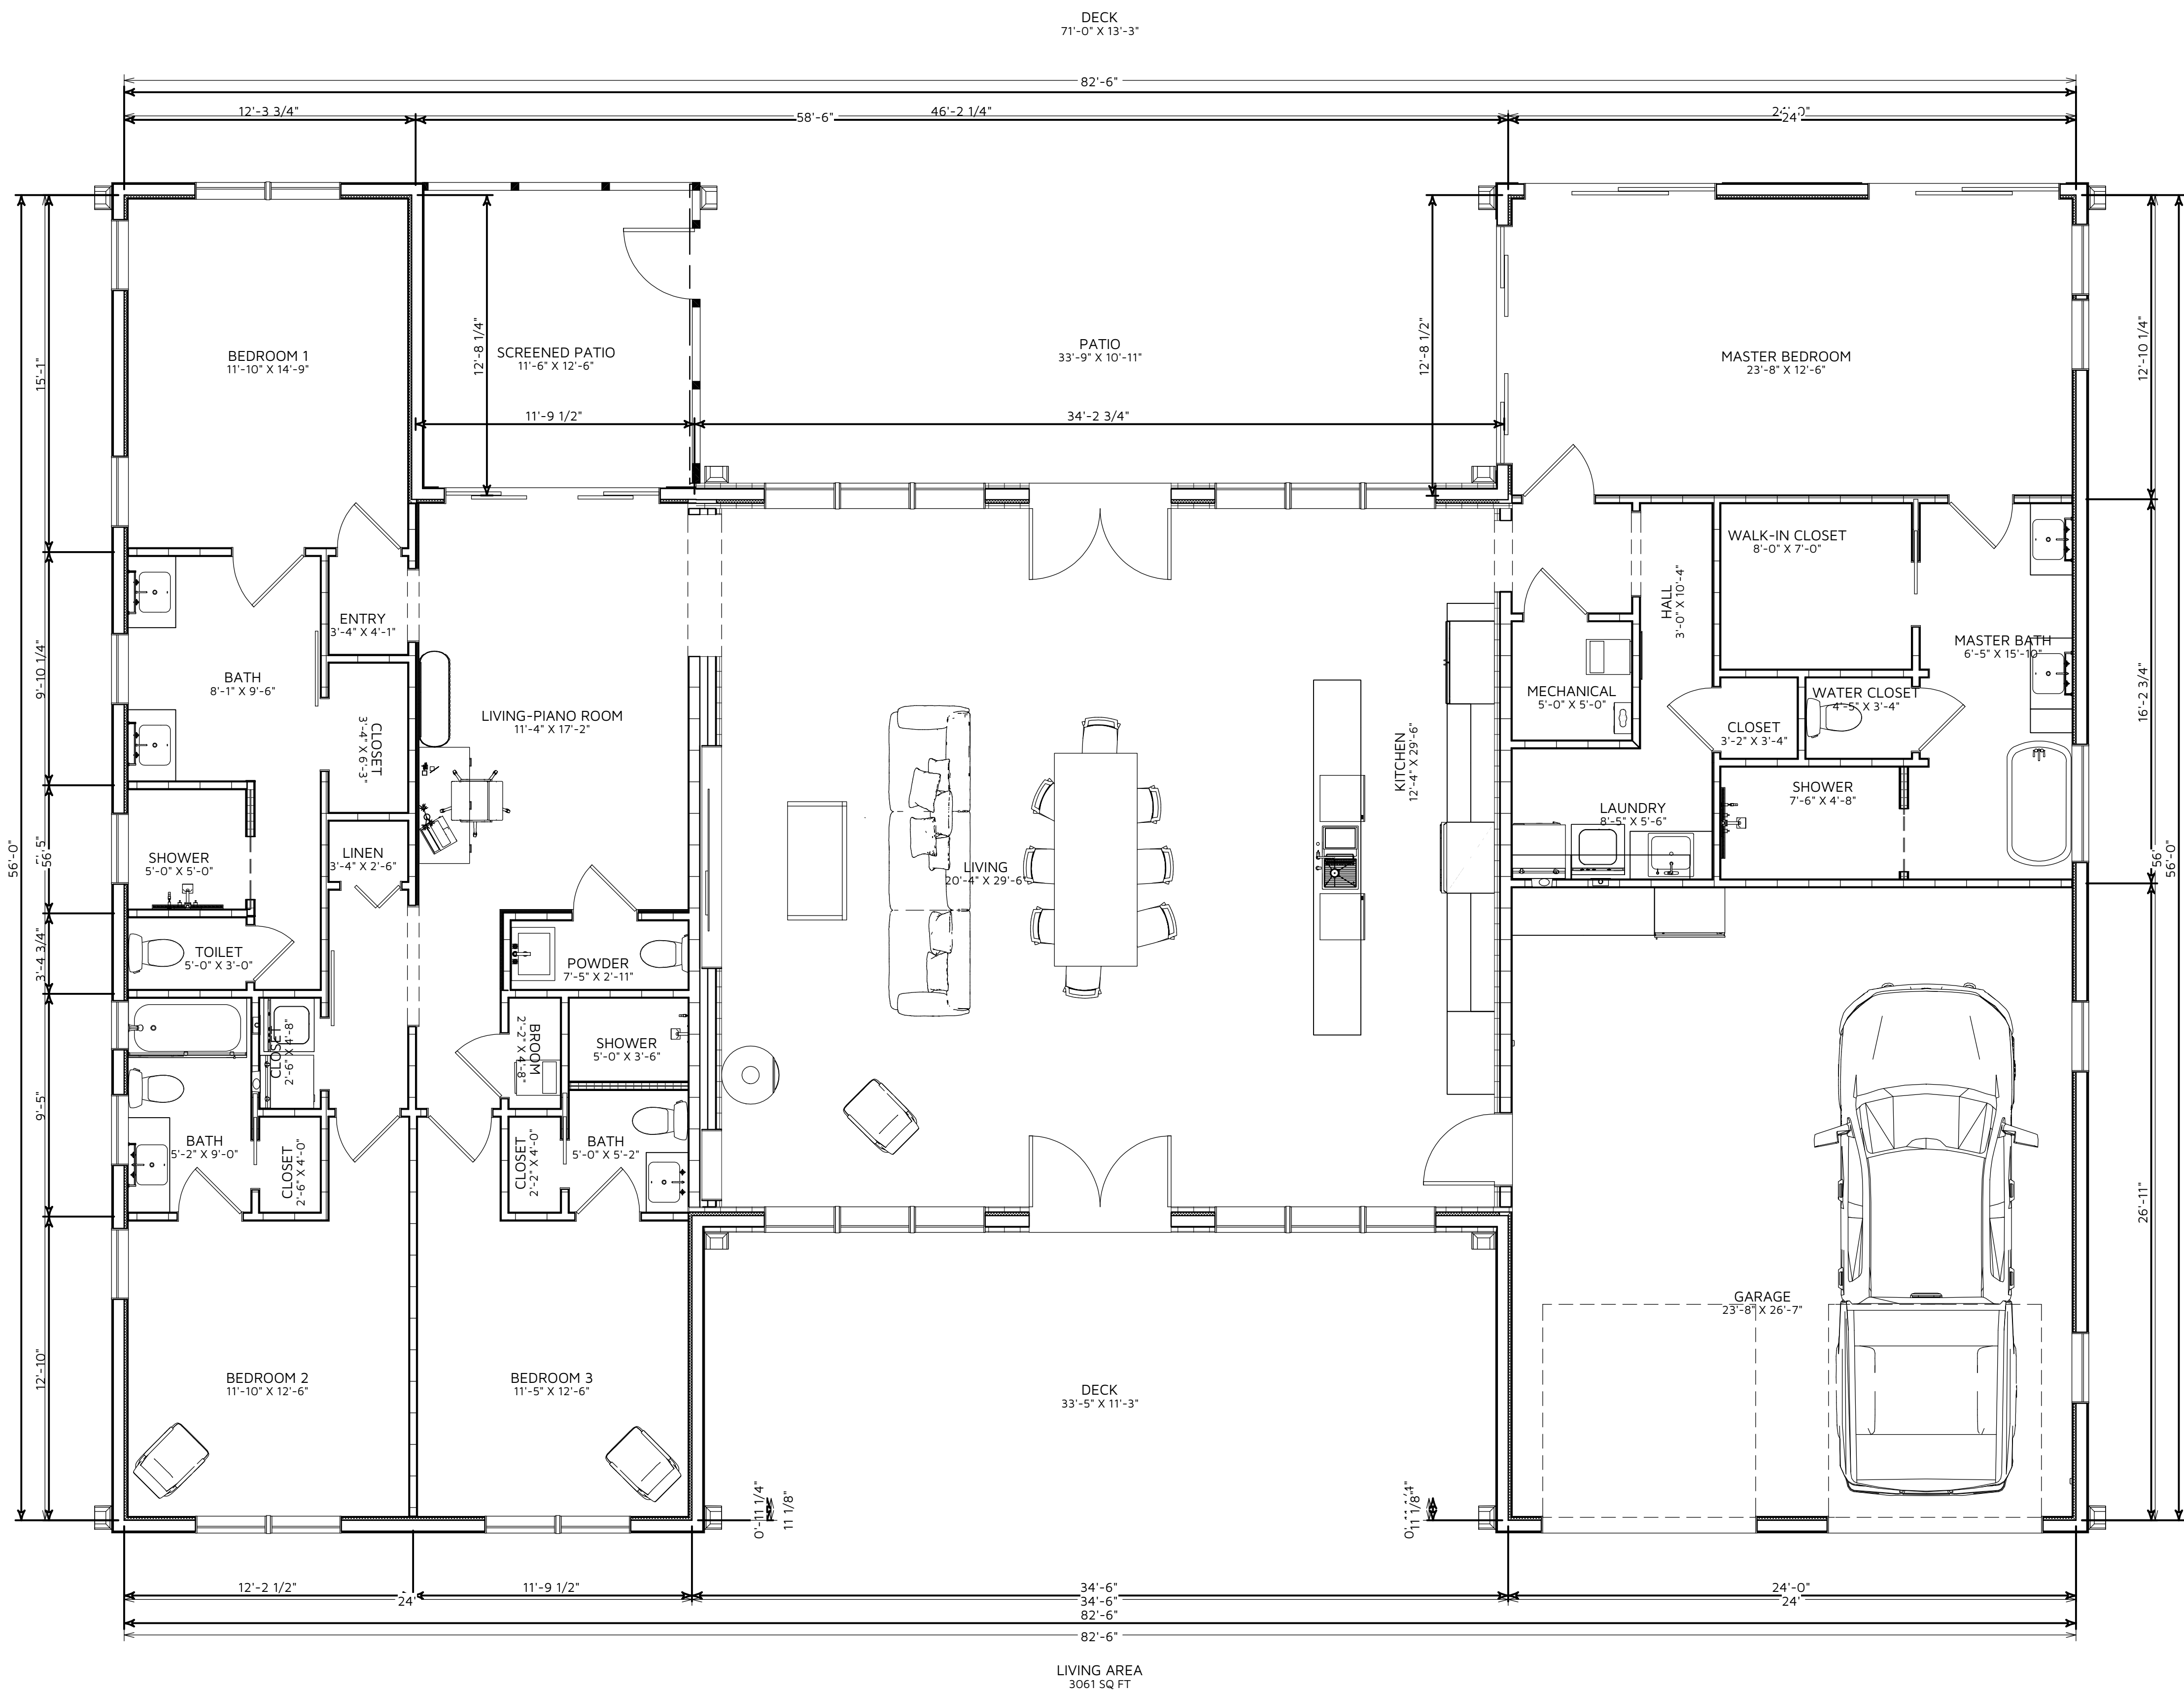 DECK
71'-0" X 13'-3"
82'-6"
12'-3 3/4"
58'-6"
46'-2 1/4"
24'
BEDROOM 1
11'-10" X 14'-9"
12'-8 1/4"
SCREENED PATIO
11'-6" X 12'-6"
11'-9 1/2"
PATIO
33'-9" X 10'-11"
34'-2 3/4"
12'-8 1/2"
MASTER BEDROOM
23'-8" X 12'-6"
12'-10 1/4"
15'-1"
ENTRY
3'-4" X 4'-1"
BATH
8'-1" X 9'-6"
9'-10 1/4"
CLOSET
3'-4" X 6'-3"
LIVING-PIANO ROOM
11'-4" X 17'-2"
KITCHEN
12'-4" X 29'-6"
MECHANICAL
5'-0" X 5'-0"
HALL
3'-0" X 10'-4"
WALK-IN CLOSET
8'-0" X 7'-0"
MASTER BATH
6'-5" X 15'-10"
WATER CLOSET
4'-5" X 3'-4"
CLOSET
3'-2" X 3'-4"
16'-2 3/4"
SHOWER
7'-6" X 4'-8"
LAUNDRY
8'-5" X 5'-6"
56'-0"
56'
56'-0"
56'
SHOWER
5'-0" X 5'-0"
LINEN
3'-4" X 2'-6"
LIVING
20'-4" X 29'-6"
TOILET
5'-0" X 3'-0"
3'-4 3/4"
POWDER
7'-5" X 2'-11"
CLOSET
2'-6" X 4'-8"
BROOM
2'-2" X 4'-8"
SHOWER
5'-0" X 3'-6"
9'-5"
BATH
5'-2" X 9'-0"
CLOSET
2'-6" X 4'-0"
CLOSET
2'-2" X 4'-0"
BATH
5'-0" X 5'-2"
26'-11"
GARAGE
23'-8" X 26'-7"
12'-10"
BEDROOM 2
11'-10" X 12'-6"
BEDROOM 3
11'-5" X 12'-6"
DECK
33'-5" X 11'-3"
0'-11 1/4"
11 1/8"
11 1/8"
12'-2 1/2"
11'-9 1/2"
34'-6"
24'-0"
24'
34'-6"
24'
82'-6"
82'-6"
LIVING AREA
3061 SQ FT